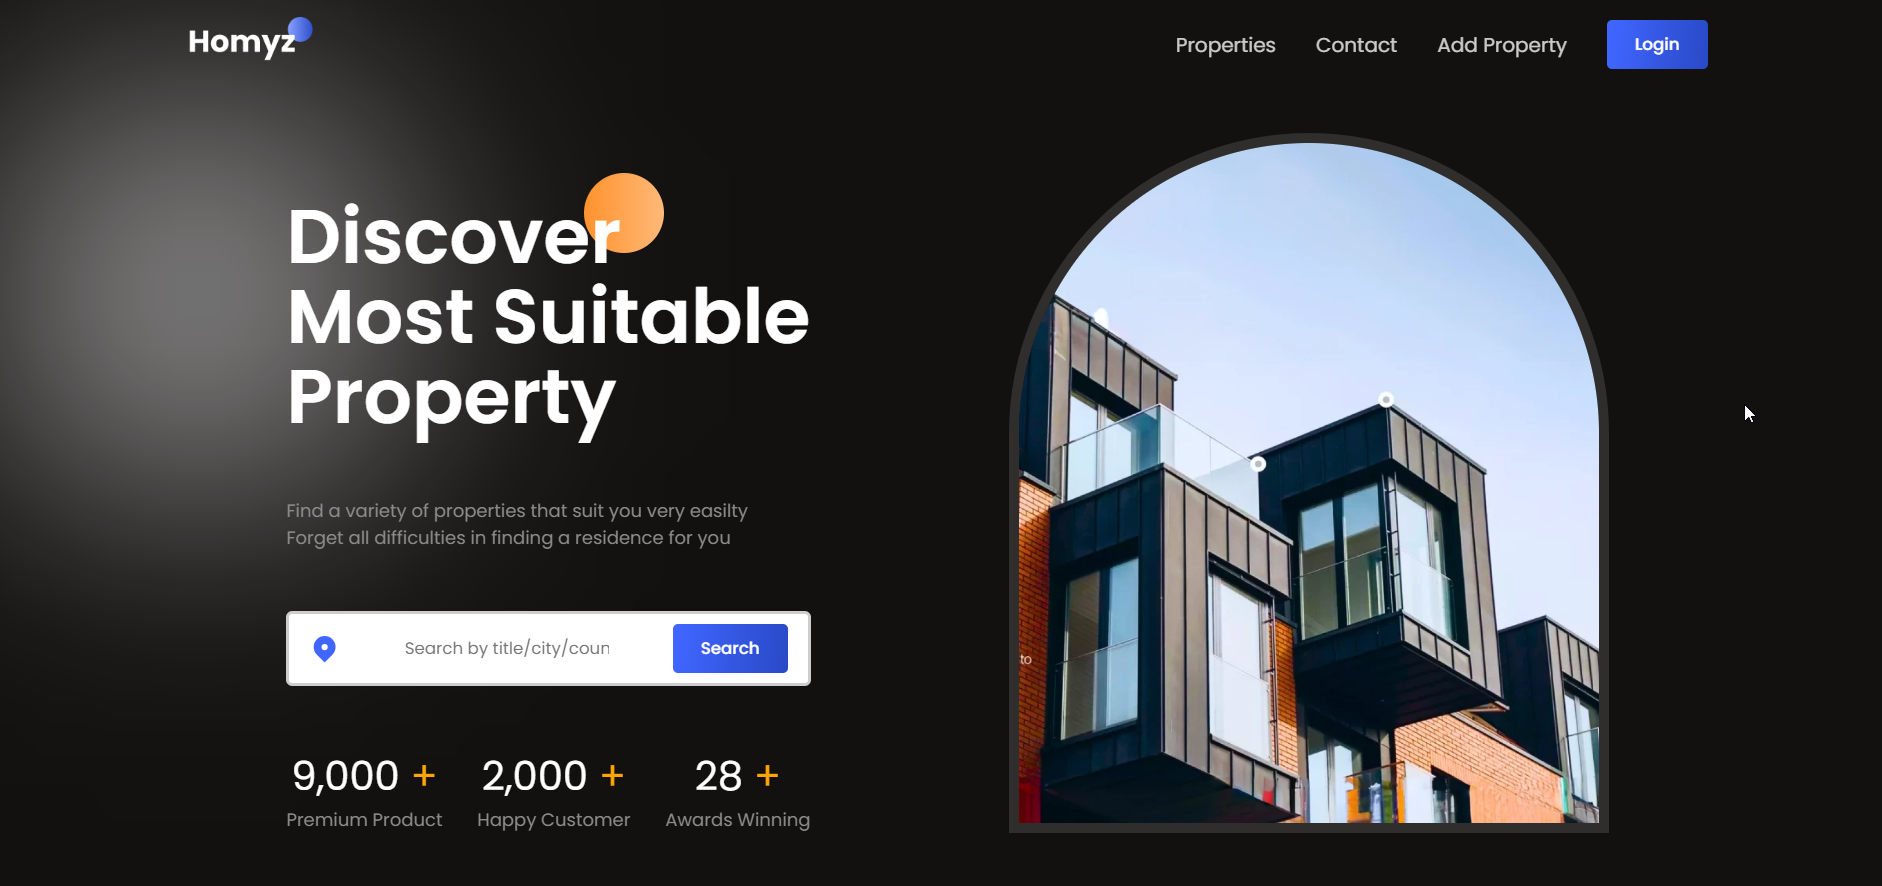 Homyz
Properties
Contact
Add Property
Login
Discover
Most Suitable
Property
Find a variety of properties that suit you very easilty
Forget all difficulties in finding a residence for you
Search by title/city/coun
Search
to
9,000 +
2,000 +
28 +
Premium Product
Happy Customer
Awards Winning